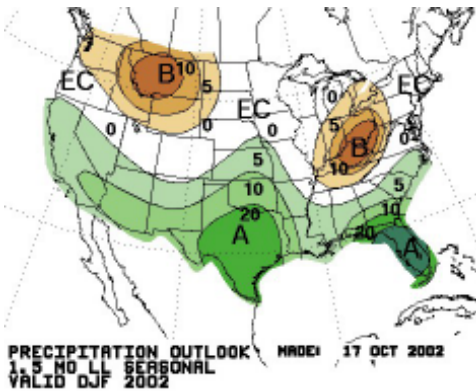 B 10
EC 5 EC
0 EC 0
0 0 0 5
B
5 10
10 5
20 10
A 20 A
PRECIPITATION OUTLOOK MADE: 17 OCT 2002
1.5 MO LL SEASONAL
VALID DJF 2002